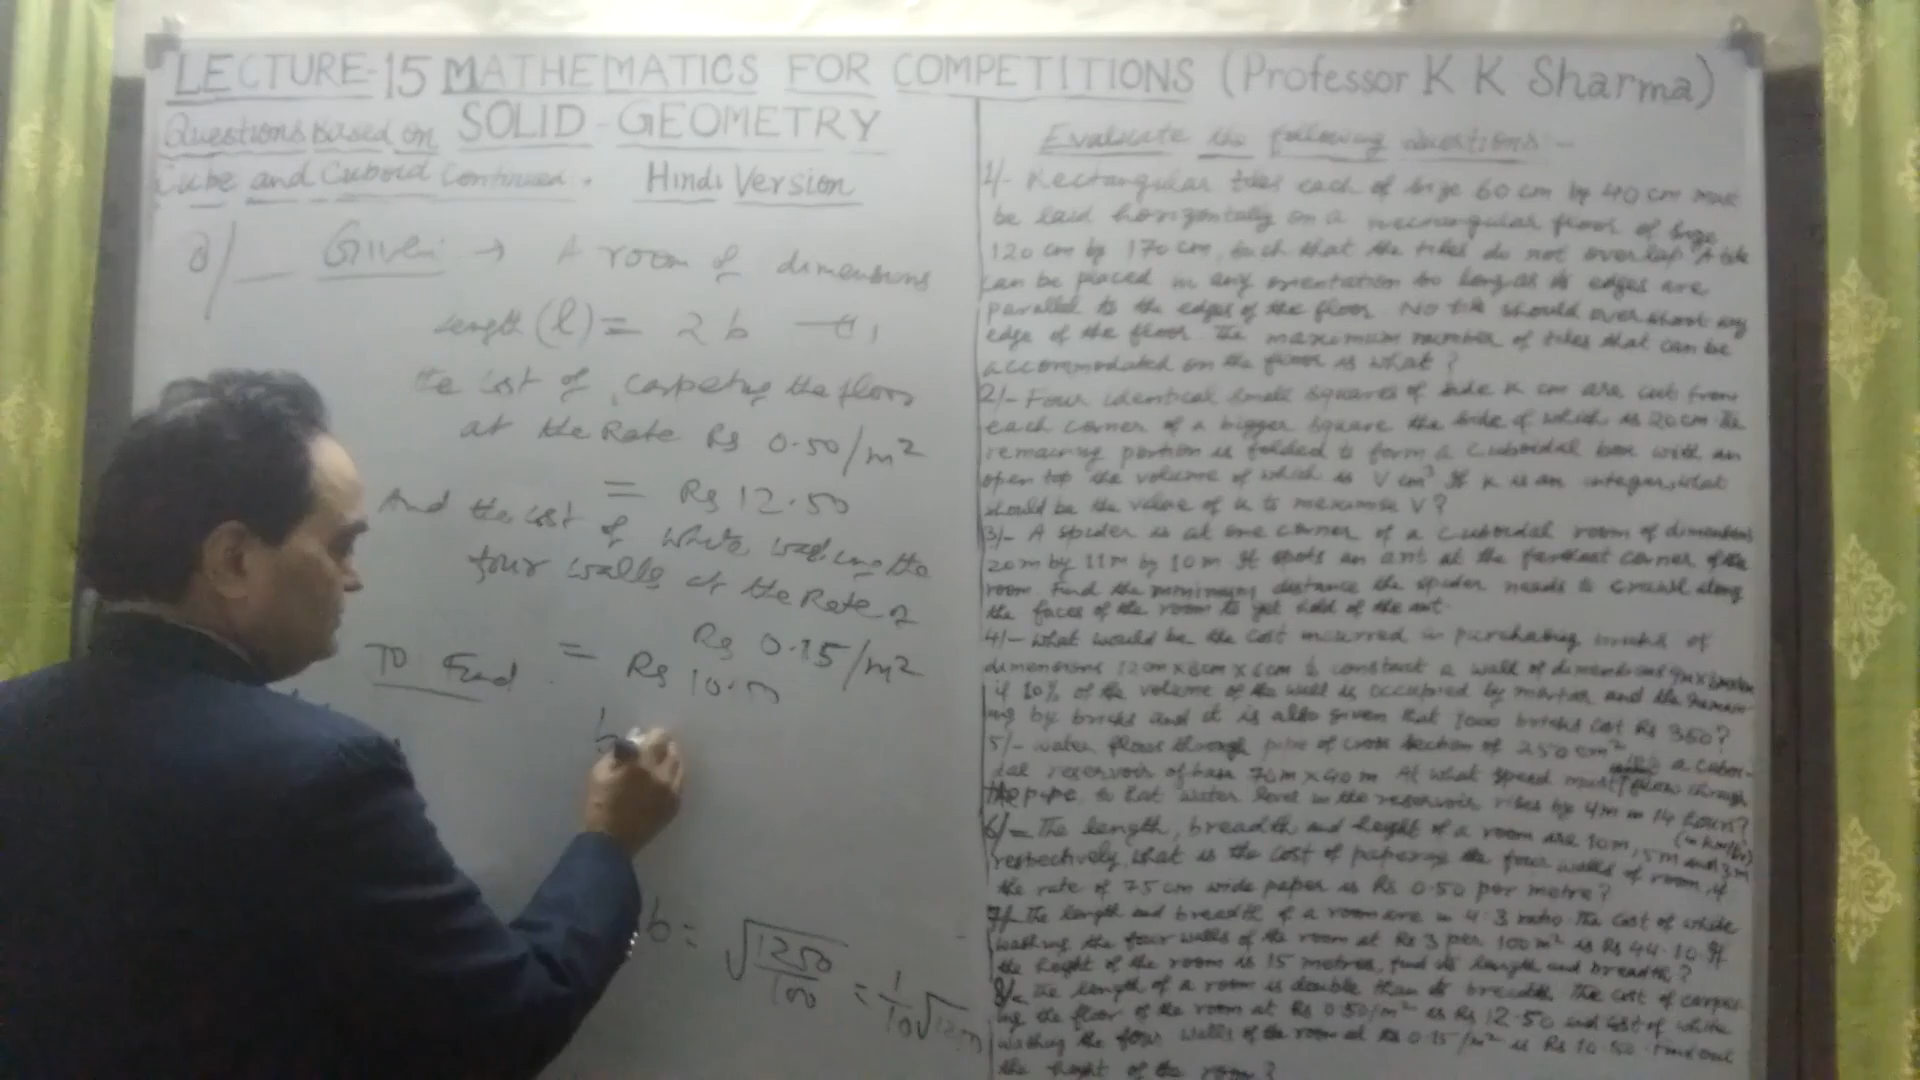 LECTURE-15 MATHEMATICS FOR COMPETITIONS (Professor K K Sharma)
SOLID-GEOMETRY
Questions Based on
Cube and Cuboid Continued. Hindi Version
8/_ Given → A room of dimensions
Length (l) = 2 b
the cost of carpeting the floor
at the Rate Rs 0.50/m²
= Rs 12.50
And the cost of white washing the
four walls at the Rate of
Rs 0.15/m²
= Rs 10.50
To Find
b = √1250/100 = 1/10 √
Evaluate the following Questions:-
1/- Rectangular tiles each of size 60 cm by 40 cm must
be laid horizontally on a rectangular floor of size
120 cm by 170 cm, such that the tiles do not overlap A tile
can be placed in any orientation so long as its edges are
parallel to the edges of the floor. No tile should overshoot any
edge of the floor. The maximum number of tiles that can be
accommodated on the floor is what?
2/- Four identical small squares of side x cm are cut from
each corner of a bigger square the side of which is 20 cm The
remaining portion is folded to form a cuboidal box with an
open top the volume of which is V cm³ If x is an integer, what
should be the value of x to maximise V?
3/- A spider is at one corner of a cuboidal room of dimensions
20m by 11m by 10m. It spots an ant at the farthest corner of the
room. Find the minimum distance the spider needs to crawl along
the faces of the room to get hold of the ant.
4/- What would be the cost incurred in purchasing bricks of
dimensions to construct a wall of dimensions
if 10% of the volume of the wall is occupied by mortar and the remain-
ing by bricks and it is also given that 1000 bricks cost Rs 350?
5/- water flows through pipe of cross section of 250 cm² a cuboi-
dal reservoir of base 70m × 40m At what speed must flow through
the pipe so that water level in the reservoir rises by 4m in 14 hours?
(in km/hr)
6/- The length, breadth and height of a room are 10m, 5m and 3m
respectively, what is the cost of papering the four walls of room, if
the rate of 75 cm wide paper is Rs 0.50 per metre?
7/- The length and breadth of a room are in 4:3 ratio. The cost of white
washing the four walls of the room at Rs 3 per 100m² is Rs 44.10. If
the height of the room is 15 metres, find its length and breadth?
8/- The length of a room is double than its breadth. The cost of carpet-
ing the floor of the room at Rs 0.50/m² is Rs 12.50 and cost of white
washing the four walls of the room at Rs 0.15/m² is Rs 10.50. Find out
the height of the room?